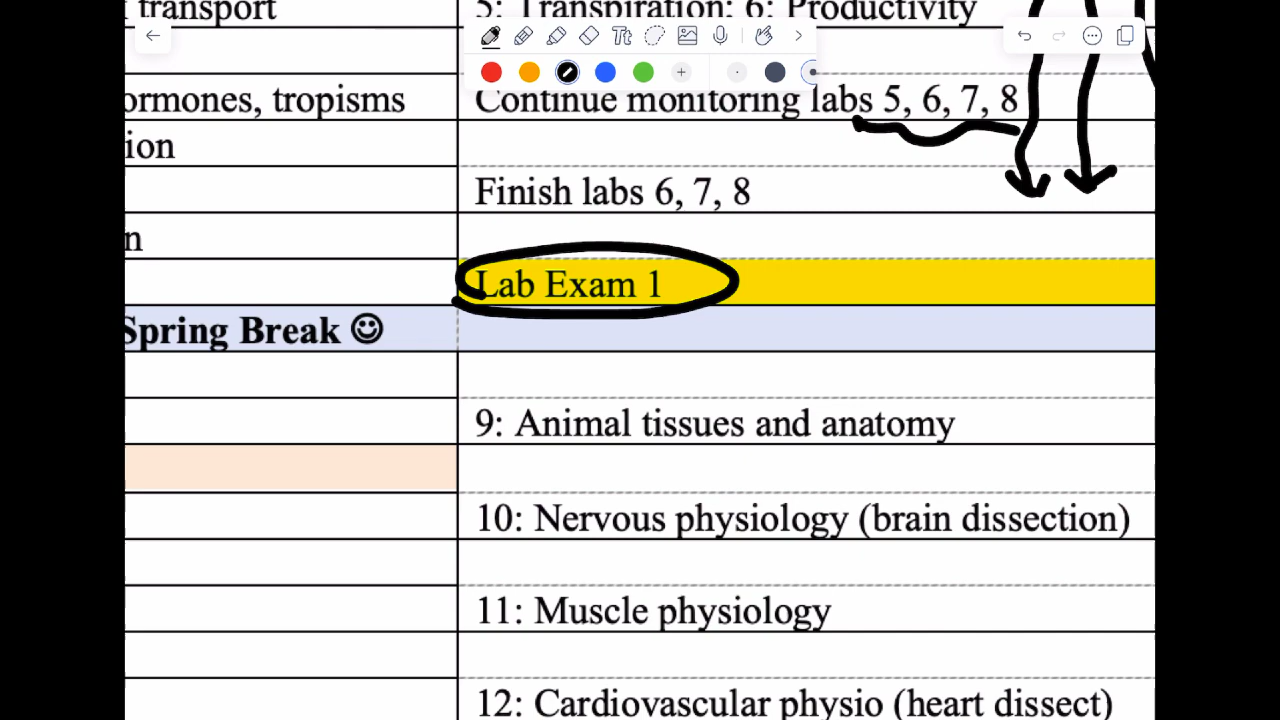 transport
5: Transpiration; 6: Productivity
Tt
ormones, tropisms
Continue monitoring labs 5, 6, 7, 8
ion
Finish labs 6, 7, 8
n
Lab Exam 1
Spring Break ☺
9: Animal tissues and anatomy
10: Nervous physiology (brain dissection)
11: Muscle physiology
12: Cardiovascular physio (heart dissect)